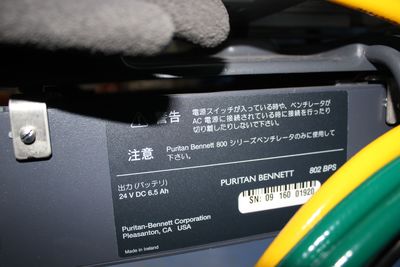 ⚠警告
電源スイッチが入っている時や、ベンチレータが
AC 電源に接続されている時に接続を行ったり
切り離したりしないで下さい。
注意
Puritan Bennett 800 シリーズベンチレータのみに使用して
下さい。
出力 (バッテリ)
24 V DC 6.5 Ah
PURITAN BENNETT
802 BPS
SN: 09 160 01920
Puritan-Bennett Corporation
Pleasanton, CA USA
Made in Ireland